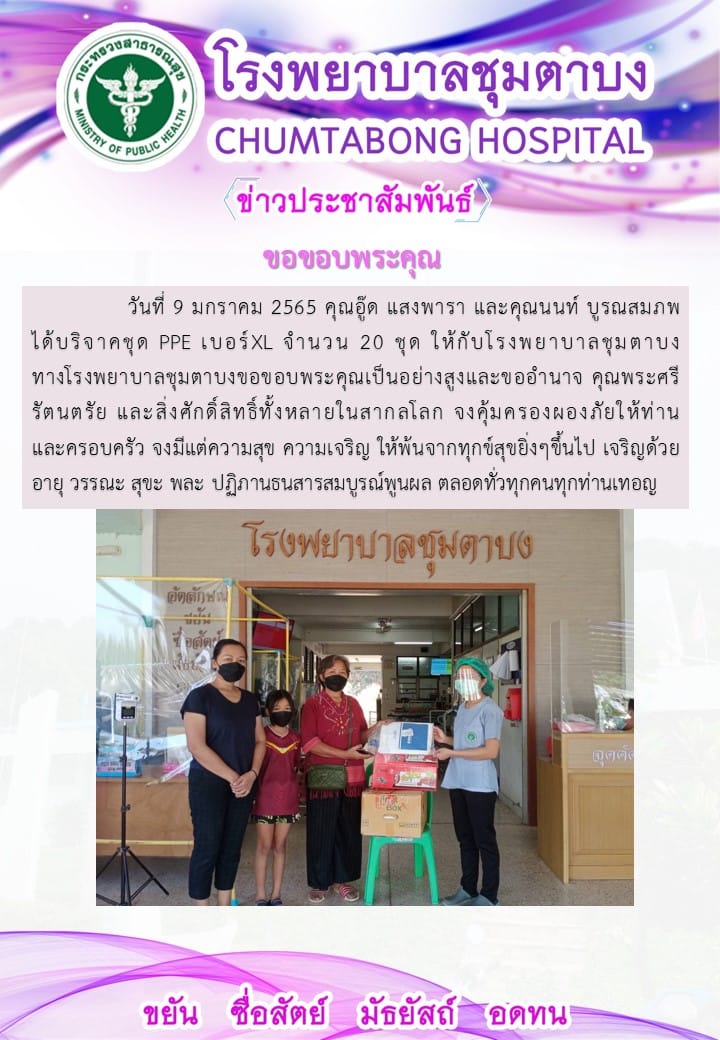 กระทรวงสาธารณสุข
MINISTRY OF PUBLIC HEALTH
โรงพยาบาลชุมตาบง
CHUMTABONG HOSPITAL
ข่าวประชาสัมพันธ์
ขอขอบพระคุณ
วันที่ 9 มกราคม 2565 คุณอู๊ด แสงพารา และคุณนนท์ บูรณสมภพ
ได้บริจาคชุด PPE เบอร์XL จำนวน 20 ชุด ให้กับโรงพยาบาลชุมตาบง
ทางโรงพยาบาลชุมตาบงขอขอบพระคุณเป็นอย่างสูงและขออำนาจ คุณพระศรี
รัตนตรัย และสิ่งศักดิ์สิทธิ์ทั้งหลายในสากลโลก จงคุ้มครองผองภัยให้ท่าน
และครอบครัว จงมีแต่ความสุข ความเจริญ ให้พ้นจากทุกข์สุขยิ่งๆขึ้นไป เจริญด้วย
อายุ วรรณะ สุขะ พละ ปฏิภานธนสารสมบูรณ์พูนผล ตลอดทั่วทุกคนทุกท่านเทอญ
โรงพยาบาลชุมตาบง
อัตลักษณ์
ขยัน
ซื่อสัตย์
Box
จุดคัด
ขยัน ซื่อสัตย์ มัธยัสถ์ อดทน